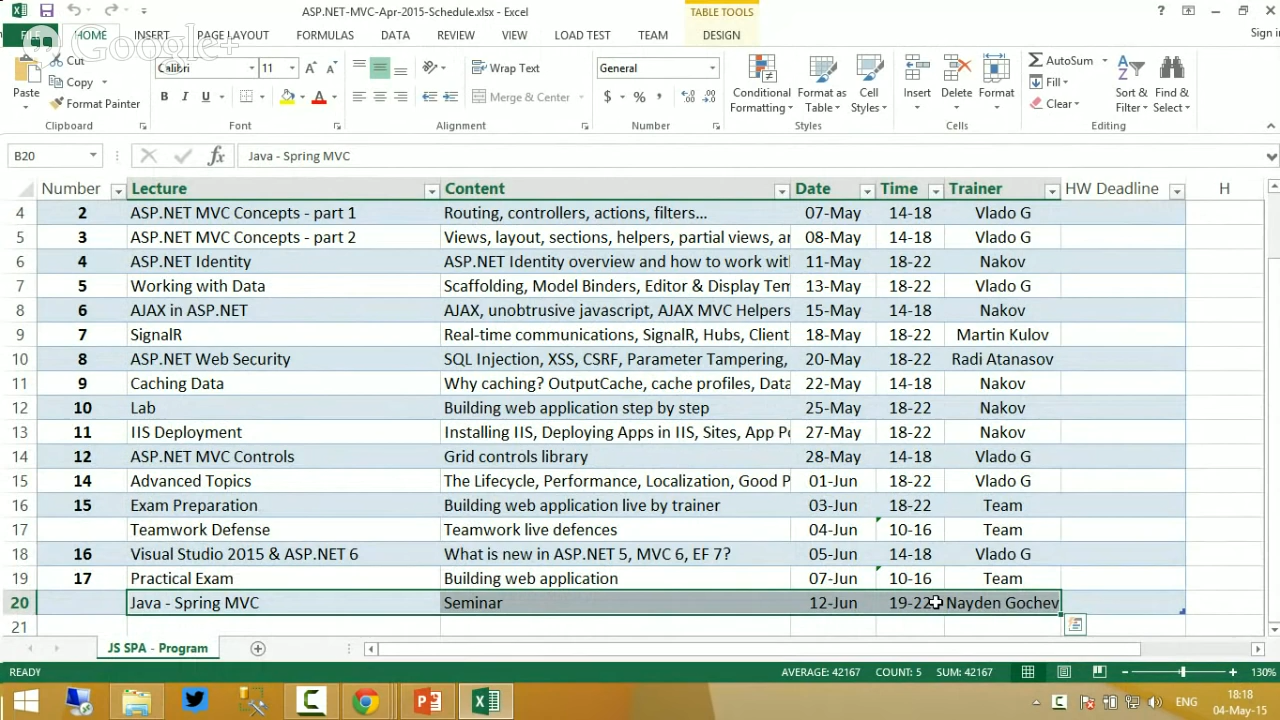 ASP.NET-MVC-Apr-2015-Schedule.xlsx - Excel
TABLE TOOLS
?
FILE
HOME
INSERT
PAGE LAYOUT
FORMULAS
DATA
REVIEW
VIEW
LOAD TEST
TEAM
DESIGN
Sign in
Google+
Paste
Cut
Copy
Format Painter
Clipboard
Calibri
11
B I U
Font
Wrap Text
Merge & Center
Alignment
General
$ % ,
Number
Conditional Formatting
Format as Table
Cell Styles
Styles
Insert
Delete
Format
Cells
AutoSum
Fill
Clear
Sort & Filter
Find & Select
Editing
B20
fx
Java - Spring MVC
Number Lecture Content Date Time Trainer HW Deadline H
4 2 ASP.NET MVC Concepts - part 1 Routing, controllers, actions, filters... 07-May 14-18 Vlado G
5 3 ASP.NET MVC Concepts - part 2 Views, layout, sections, helpers, partial views, ar 08-May 14-18 Vlado G
6 4 ASP.NET Identity ASP.NET Identity overview and how to work wit 11-May 18-22 Nakov
7 5 Working with Data Scaffolding, Model Binders, Editor & Display Ten 13-May 18-22 Vlado G
8 6 AJAX in ASP.NET AJAX, unobtrusive javascript, AJAX MVC Helpers 15-May 14-18 Nakov
9 7 SignalR Real-time communications, SignalR, Hubs, Client 18-May 18-22 Martin Kulov
10 8 ASP.NET Web Security SQL Injection, XSS, CSRF, Parameter Tampering, 20-May 18-22 Radi Atanasov
11 9 Caching Data Why caching? OutputCache, cache profiles, Data 22-May 14-18 Nakov
12 10 Lab Building web application step by step 25-May 18-22 Nakov
13 11 IIS Deployment Installing IIS, Deploying Apps in IIS, Sites, App P 27-May 18-22 Nakov
14 12 ASP.NET MVC Controls Grid controls library 28-May 14-18 Vlado G
15 14 Advanced Topics The Lifecycle, Performance, Localization, Good P 01-Jun 18-22 Vlado G
16 15 Exam Preparation Building web application live by trainer 03-Jun 18-22 Team
17 Teamwork Defense Teamwork live defences 04-Jun 10-16 Team
18 16 Visual Studio 2015 & ASP.NET 6 What is new in ASP.NET 5, MVC 6, EF 7? 05-Jun 14-18 Vlado G
19 17 Practical Exam Building web application 07-Jun 10-16 Team
20 Java - Spring MVC Seminar 12-Jun 19-22 Nayden Gochev
21
JS SPA - Program
READY
AVERAGE: 42167 COUNT: 5 SUM: 42167
130%
ENG
18:18
04-May-15